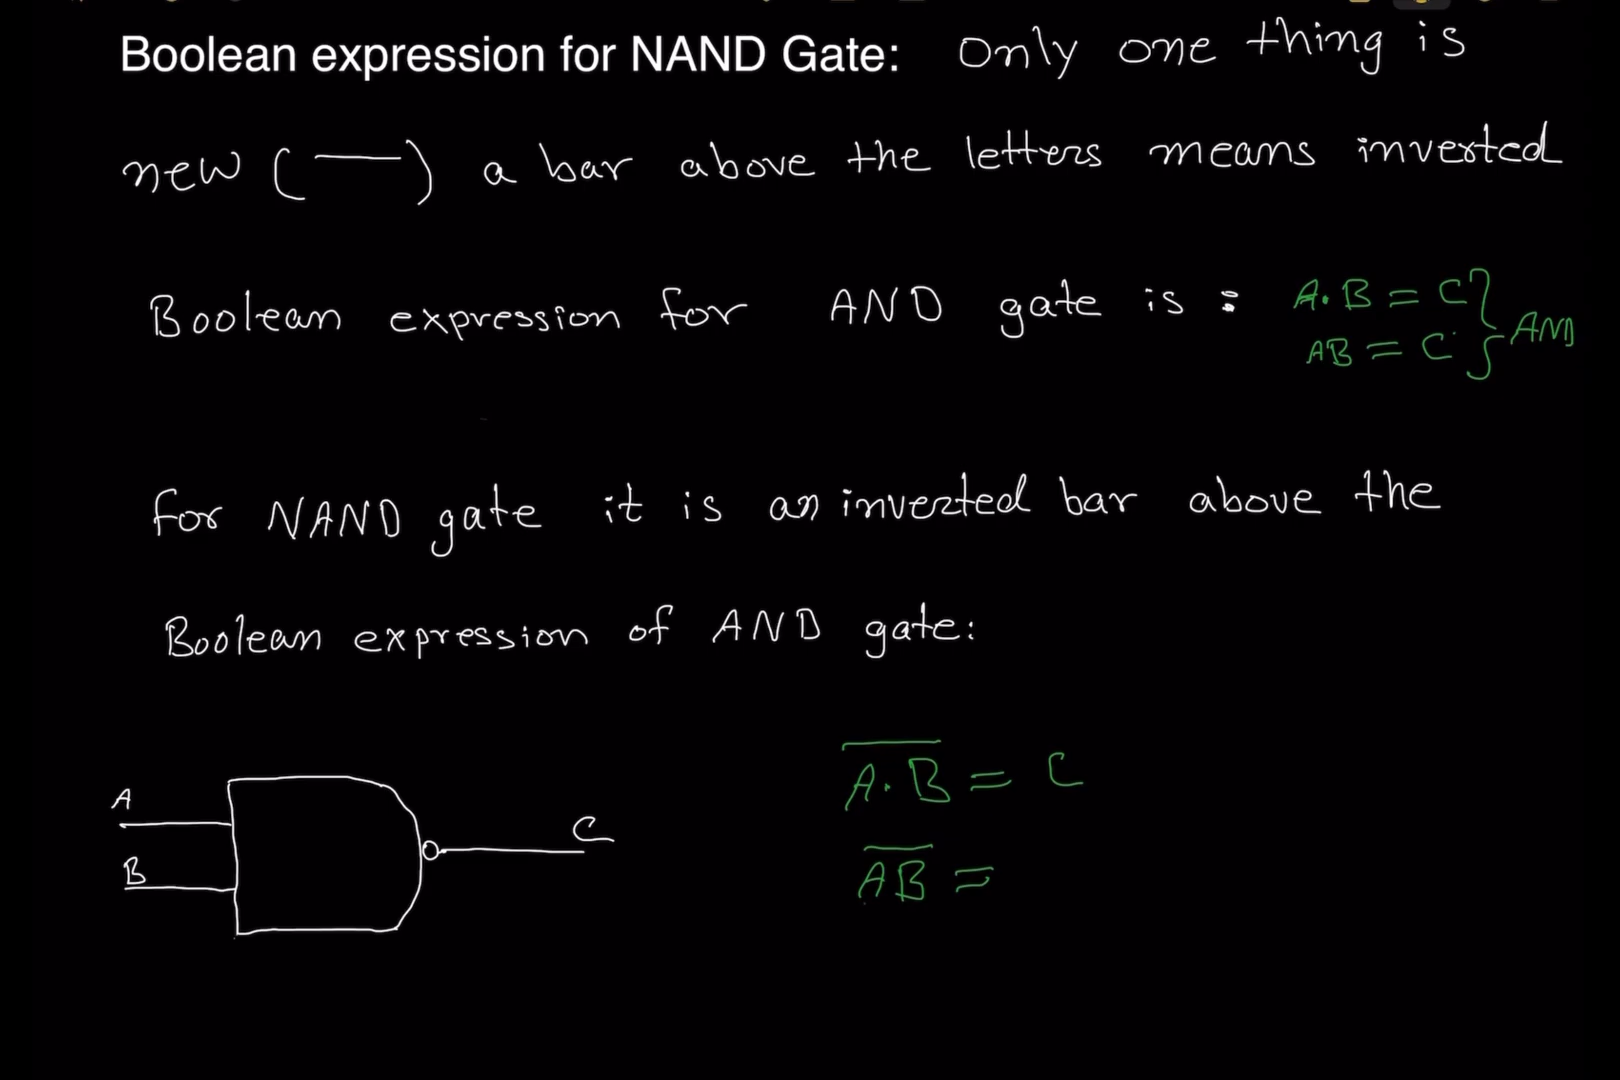 Boolean expression for NAND Gate: Only one thing is
new (—) a bar above the letters means inverted
Boolean expression for AND gate is : A.B = C } AND
AB = C
for NAND gate it is an inverted bar above the
Boolean expression of AND gate:
A̅.̅B̅ = C
A̅B̅ =
A
B
C